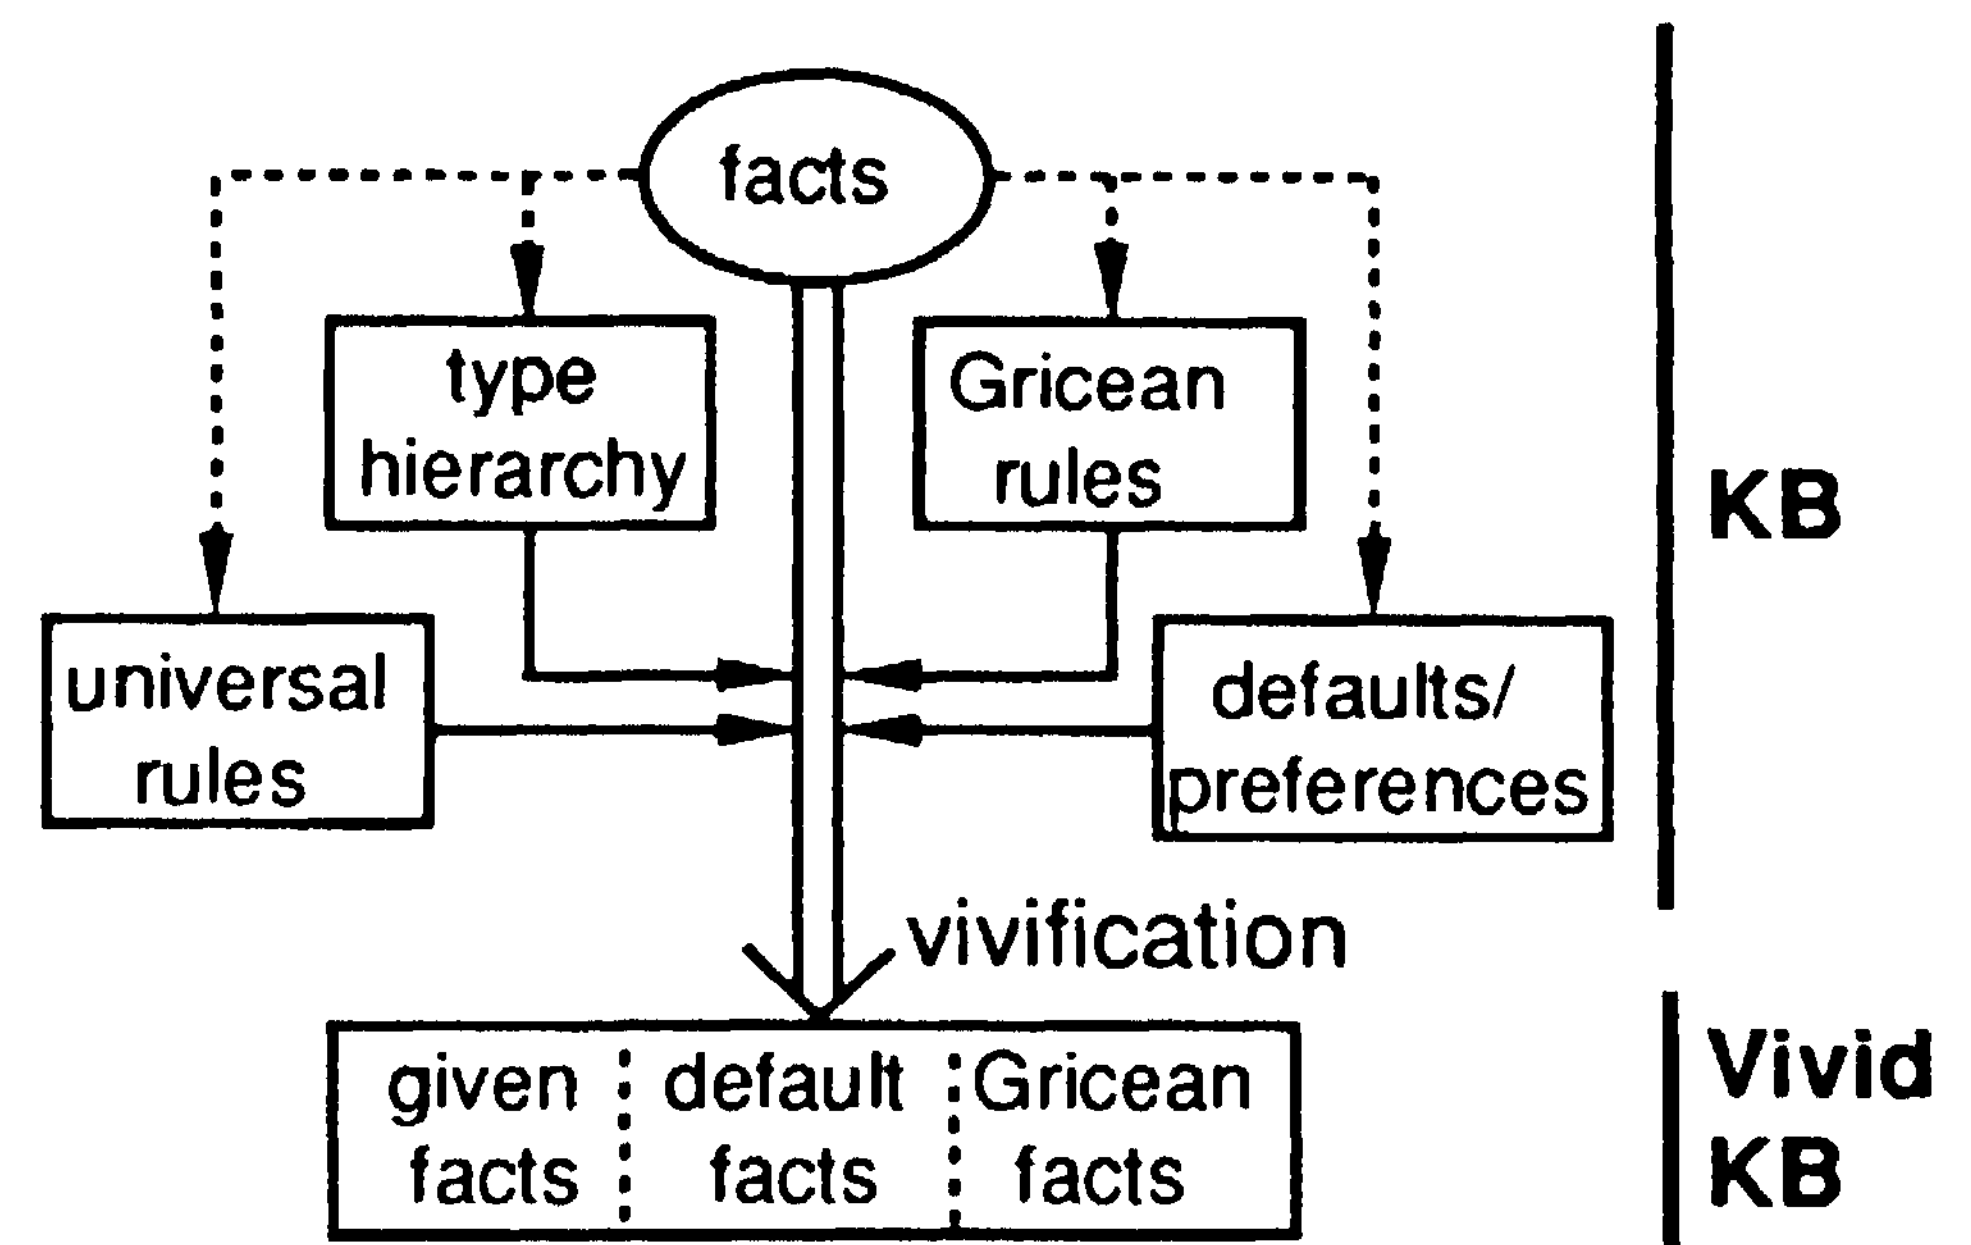 facts
type
hierarchy
Gricean
rules
KB
universal
rules
defaults/
preferences
vivification
given
facts
default
facts
Gricean
facts
Vivid
KB